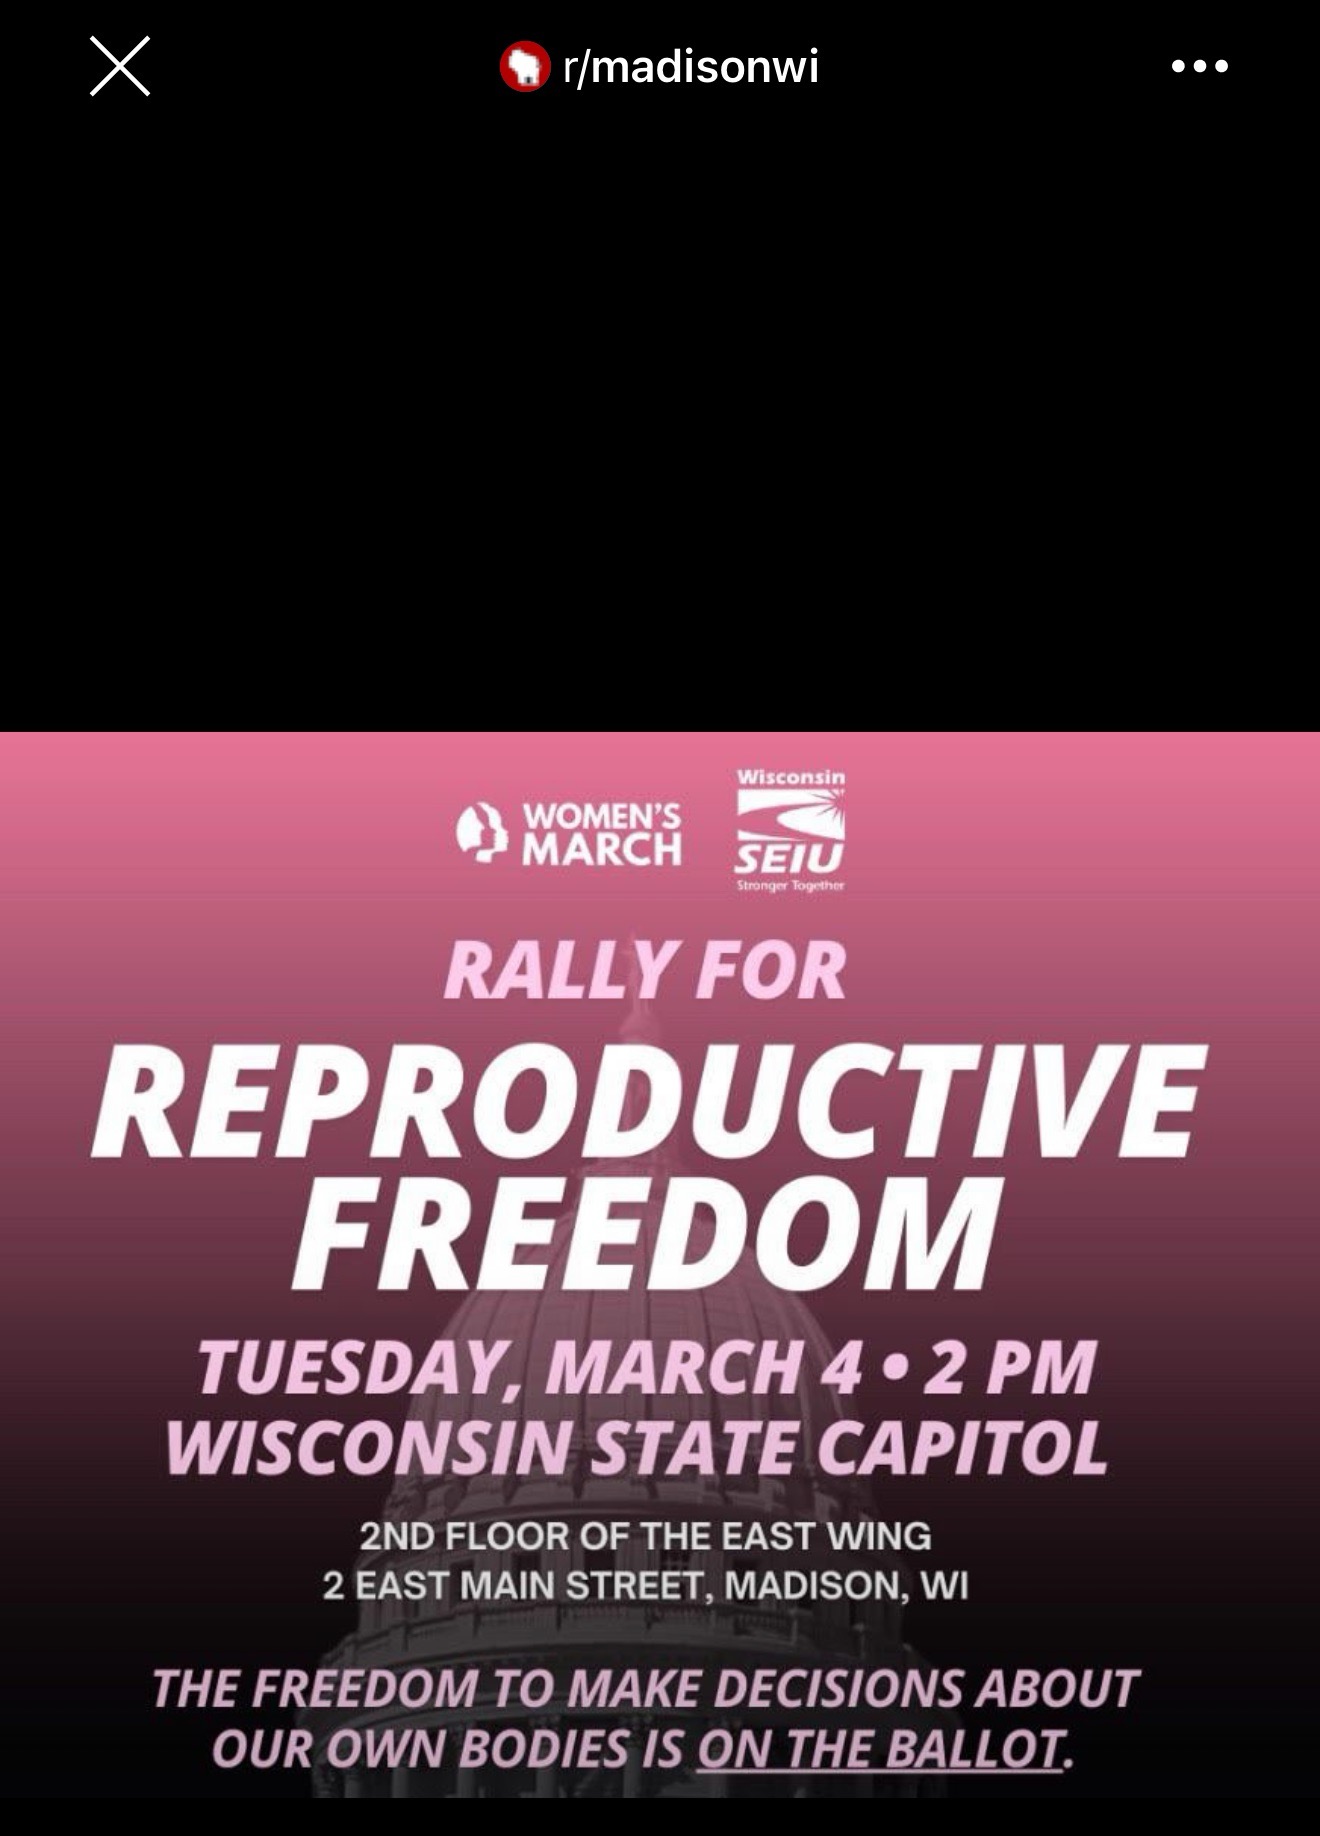 r/madisonwi
Wisconsin
WOMEN'S
MARCH
SEIU
Stronger Together
RALLY FOR
REPRODUCTIVE
FREEDOM
TUESDAY, MARCH 4 • 2 PM
WISCONSIN STATE CAPITOL
2ND FLOOR OF THE EAST WING
2 EAST MAIN STREET, MADISON, WI
THE FREEDOM TO MAKE DECISIONS ABOUT
OUR OWN BODIES IS ON THE BALLOT.